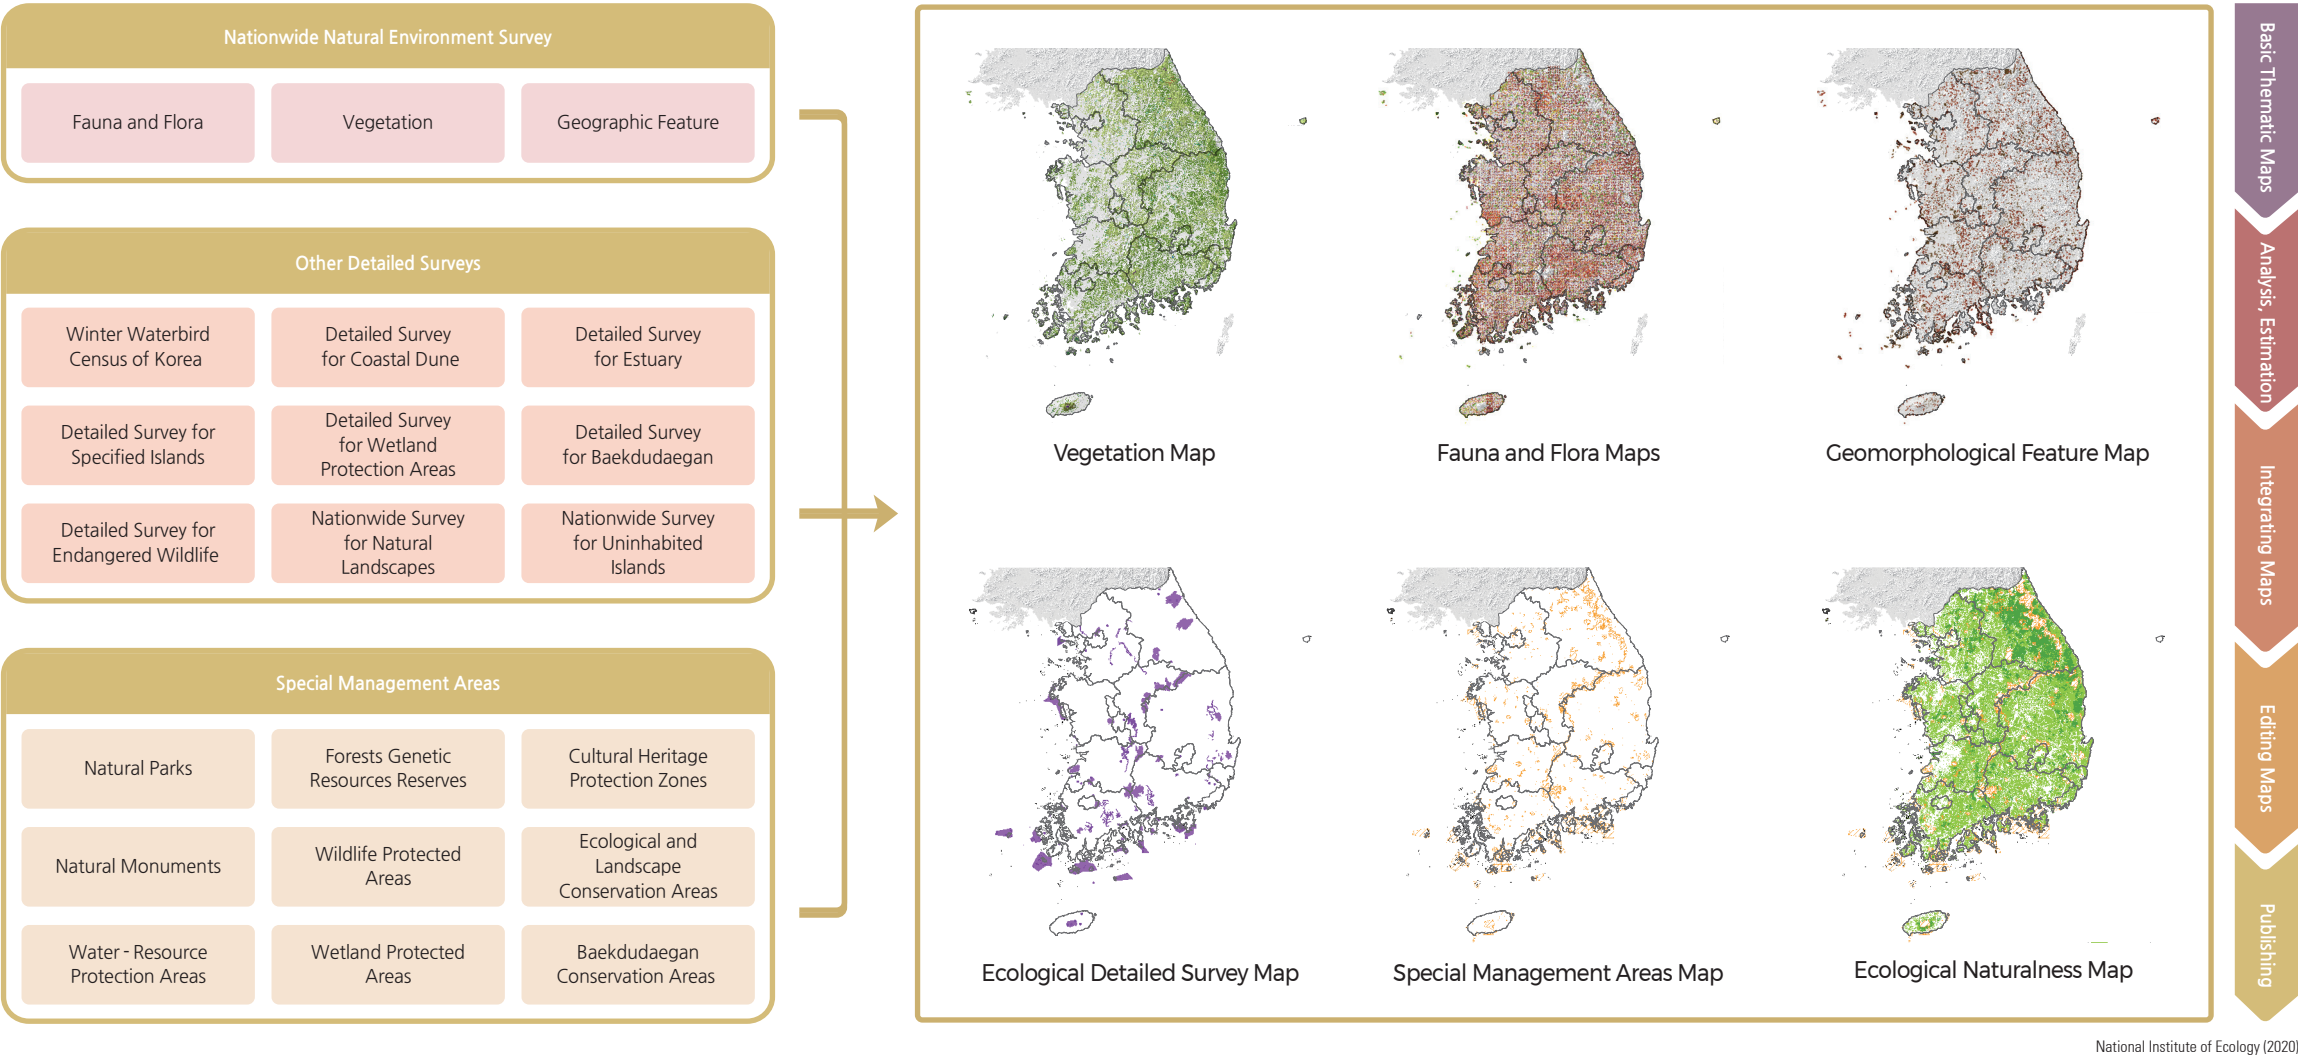 Nationwide Natural Environment Survey
Fauna and Flora
Vegetation
Geographic Feature
Other Detailed Surveys
Winter Waterbird
Census of Korea
Detailed Survey
for Coastal Dune
Detailed Survey
for Estuary
Detailed Survey for
Specified Islands
Detailed Survey
for Wetland
Protection Areas
Detailed Survey
for Baekdudaegan
Detailed Survey for
Endangered Wildlife
Nationwide Survey
for Natural
Landscapes
Nationwide Survey
for Uninhabited
Islands
Special Management Areas
Natural Parks
Forests Genetic
Resources Reserves
Cultural Heritage
Protection Zones
Natural Monuments
Wildlife Protected
Areas
Ecological and
Landscape
Conservation Areas
Water - Resource
Protection Areas
Wetland Protected
Areas
Baekdudaegan
Conservation Areas
Vegetation Map
Fauna and Flora Maps
Geomorphological Feature Map
Ecological Detailed Survey Map
Special Management Areas Map
Ecological Naturalness Map
Basic Thematic Maps
Analysis, Estimation
Integrating Maps
Editing Maps
Publishing
National Institute of Ecology (2020)